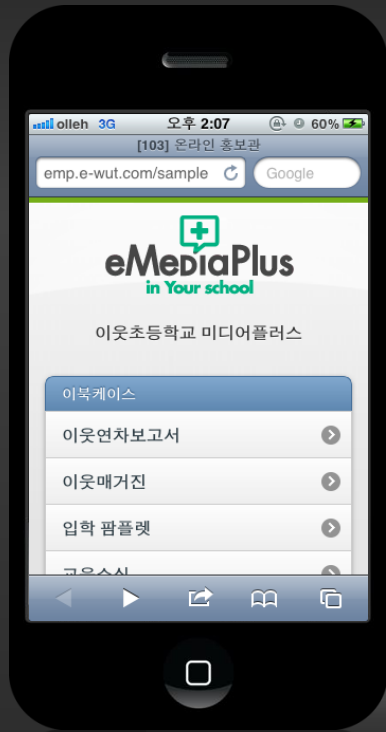 olleh 3G 오후 2:07 60%
[103] 온라인 홍보관
emp.e-wut.com/sample Google
eMediaPlus
in Your school
이웃초등학교 미디어플러스
이북케이스
이웃연차보고서
이웃매거진
입학 팜플렛